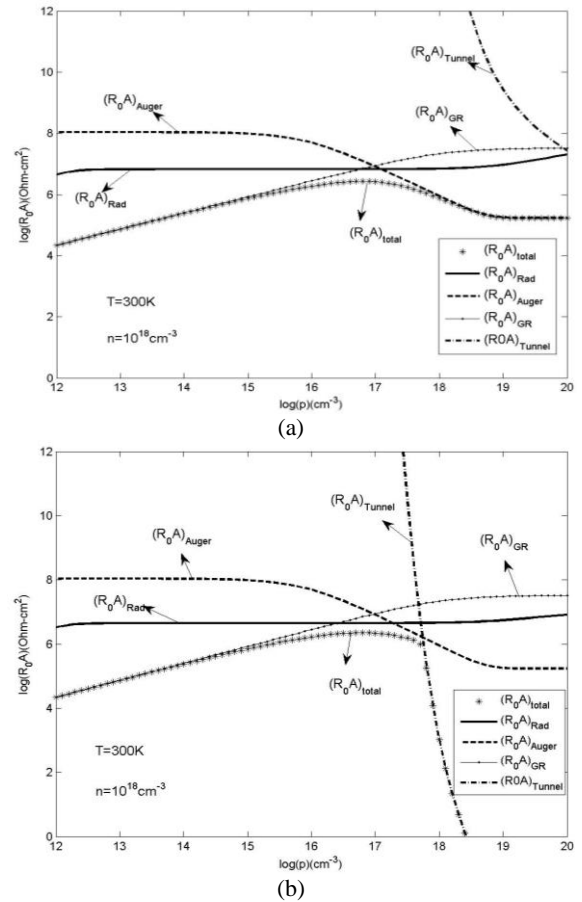 12
(R₀A)Tunnel
10
(R₀A)Auger
(R₀A)GR
8
(R₀A)Rad
6
(R₀A)total
log(R₀A)(Ohm-cm²)
4
(R₀A)total
(R₀A)Rad
(R₀A)Auger
(R₀A)GR
(R0A)Tunnel
T=300K
2
n=10¹⁸cm⁻³
0
12 13 14 15 16 17 18 19 20
log(p)(cm⁻³)
(a)
12
(R₀A)Tunnel
10
(R₀A)Auger
(R₀A)GR
8
(R₀A)Rad
6
(R₀A)total
log(R₀A)(Ohm-cm²)
4
(R₀A)total
(R₀A)Rad
(R₀A)Auger
(R₀A)GR
(R0A)Tunnel
T=300K
2
n=10¹⁸cm⁻³
0
12 13 14 15 16 17 18 19 20
log(p)(cm⁻³)
(b)